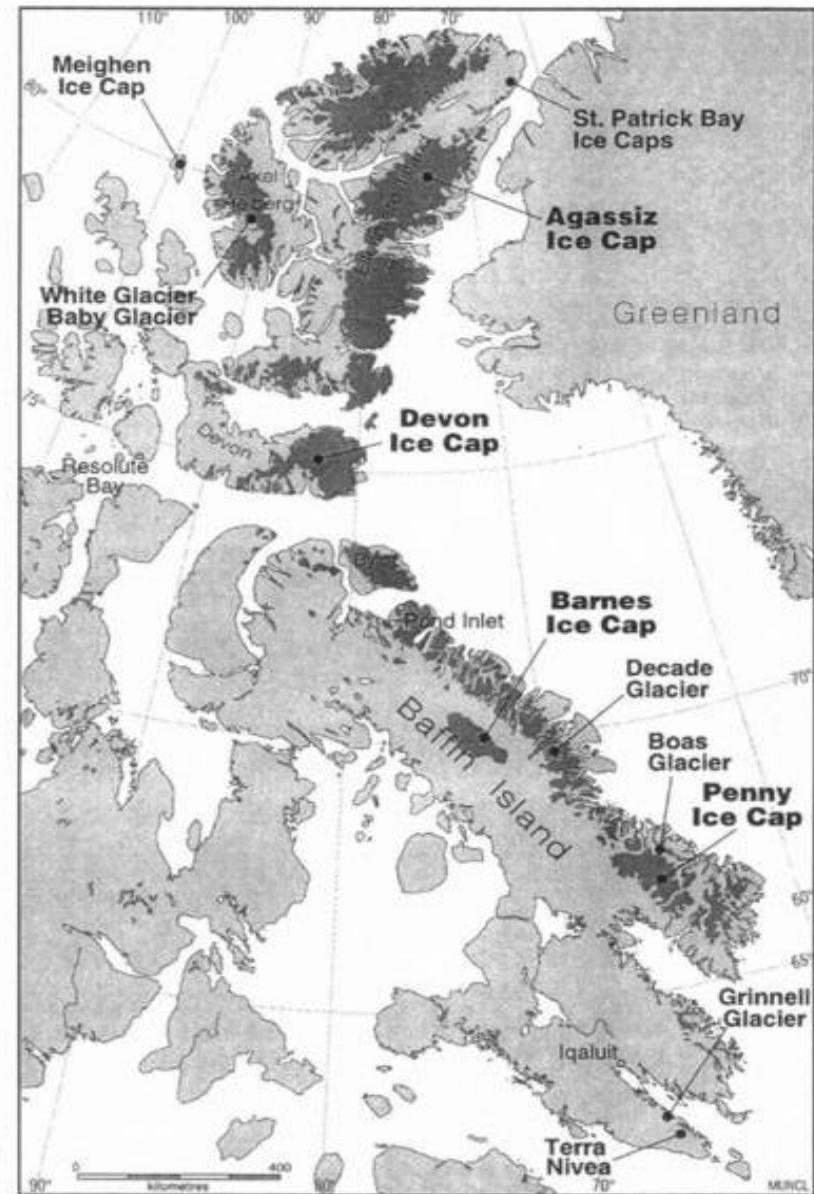 110°
100°
90°
80°
70°
Meighen
Ice Cap
80°
St. Patrick Bay
Ice Caps
Axel
Heiberg
Agassiz
Ice Cap
White Glacier
Baby Glacier
Greenland
75°
Devon
Ice Cap
Devon
Resolute
Bay
Barnes
Ice Cap
Pond Inlet
Decade
Glacier
70°
Baffin Island
Boas
Glacier
Penny
Ice Cap
60°
65°
Grinnell
Glacier
Iqaluit
Terra
Nivea
0
400
kilometres
90°
80°
70°
MUNCL